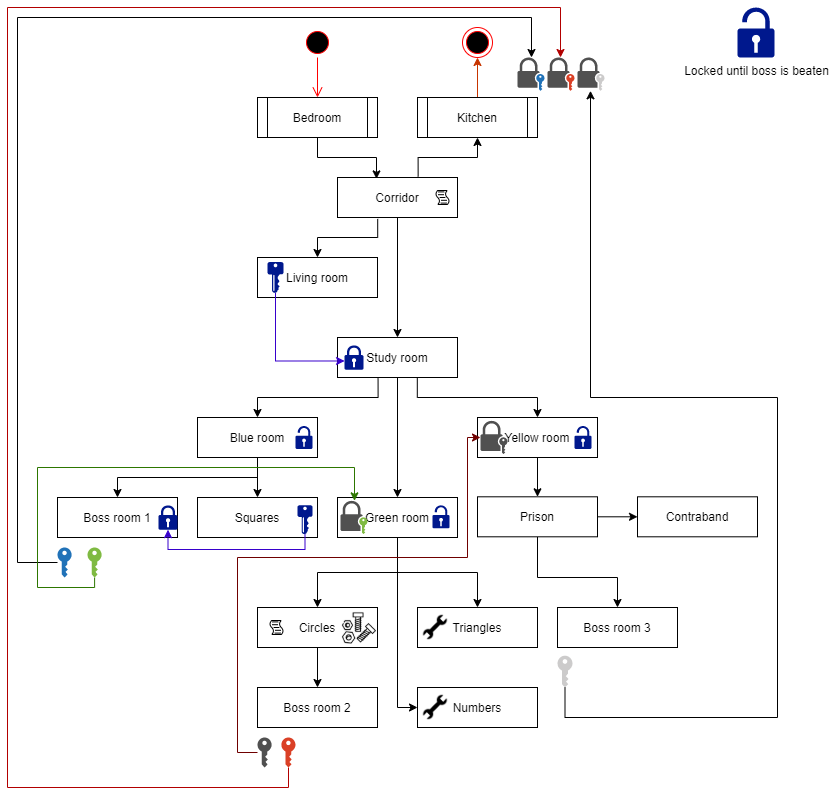 Locked until boss is beaten
Bedroom
Kitchen
Corridor
Living room
Study room
Blue room
Yellow room
Boss room 1
Squares
Green room
Prison
Contraband
Circles
Triangles
Boss room 3
Boss room 2
Numbers